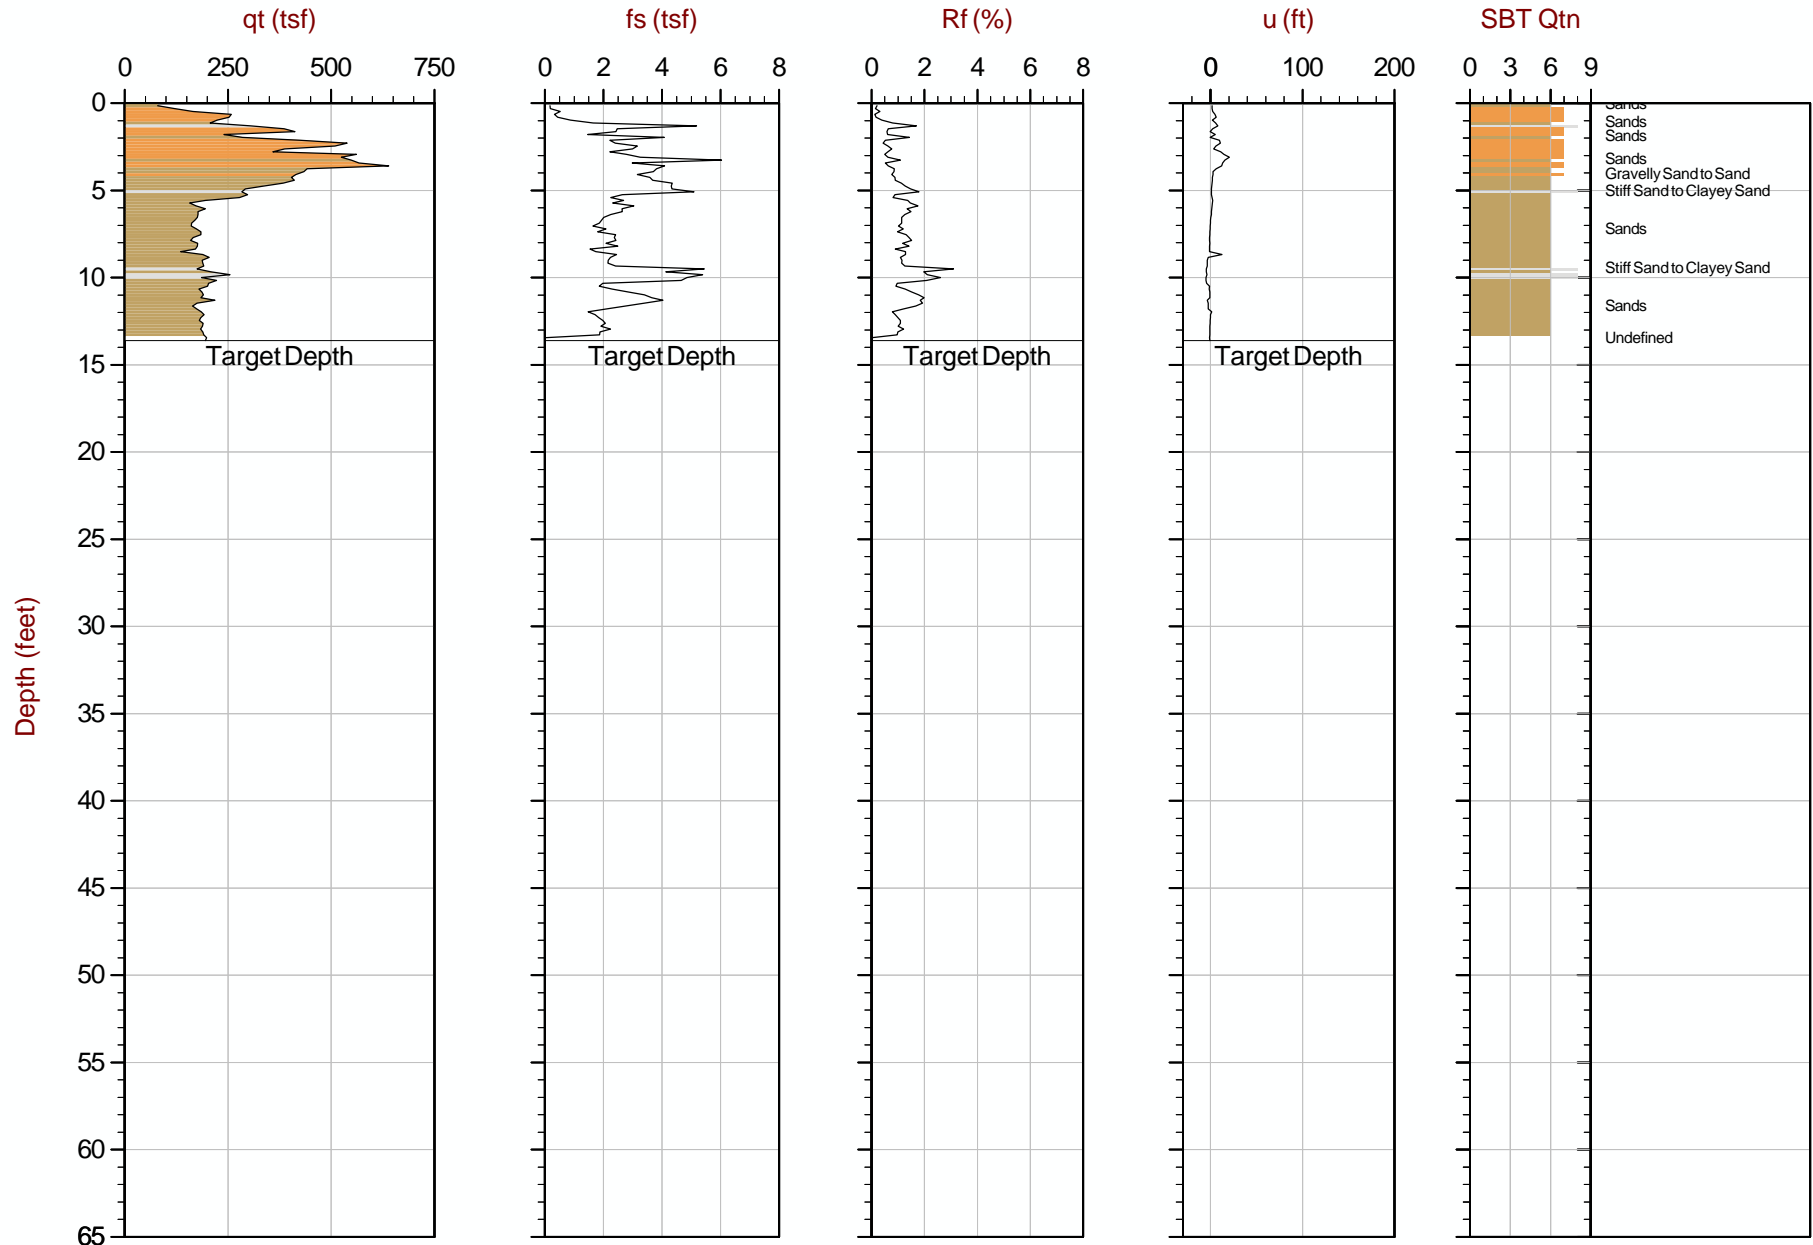 qt (tsf) fs (tsf) Rf (%) u (ft) SBT Qtn
0 250 500 750 0 2 4 6 8 0 2 4 6 8 0 100 200 0 3 6 9
0
Sands
Sands
Sands
Sands
Gravelly Sand to Sand
5 Stiff Sand to Clayey Sand
Sands
Stiff Sand to Clayey Sand
10
Sands
Undefined
Target Depth Target Depth Target Depth Target Depth
15
20
25
30
35
40
45
50
55
60
65
Depth (feet)